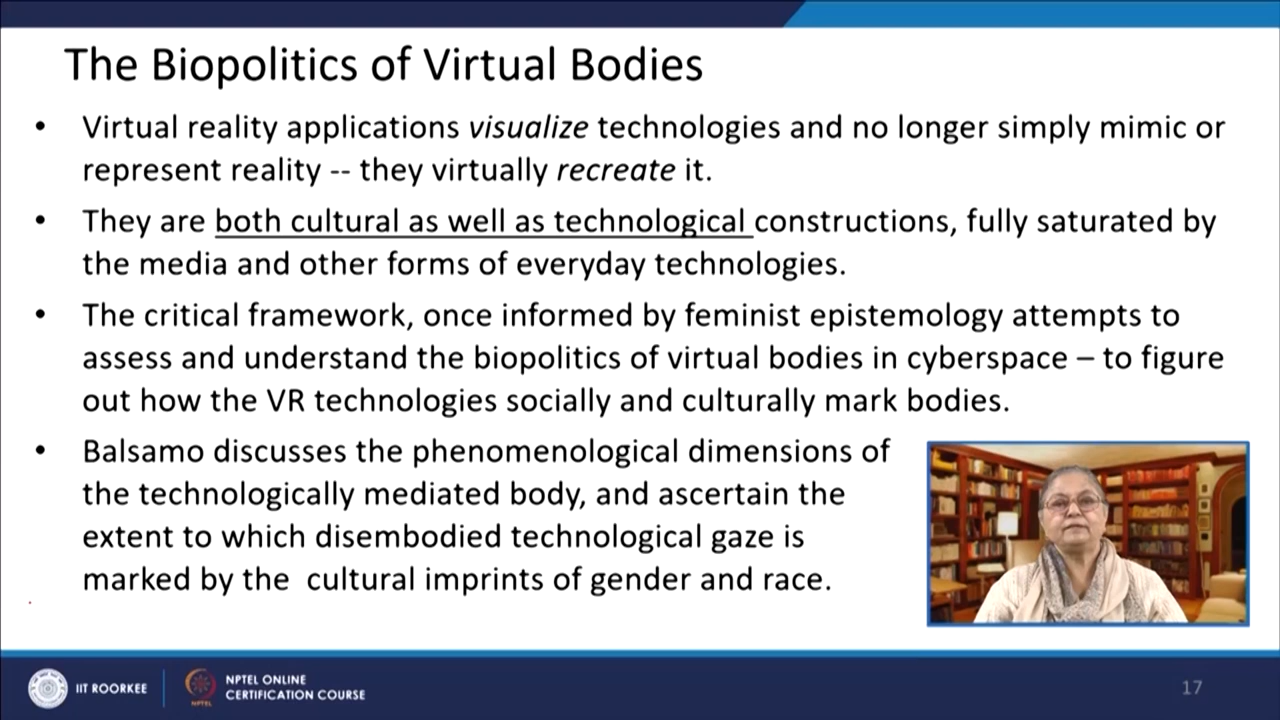 The Biopolitics of Virtual Bodies
• Virtual reality applications visualize technologies and no longer simply mimic or
represent reality -- they virtually recreate it.
• They are both cultural as well as technological constructions, fully saturated by
the media and other forms of everyday technologies.
• The critical framework, once informed by feminist epistemology attempts to
assess and understand the biopolitics of virtual bodies in cyberspace – to figure
out how the VR technologies socially and culturally mark bodies.
• Balsamo discusses the phenomenological dimensions of
the technologically mediated body, and ascertain the
extent to which disembodied technological gaze is
marked by the cultural imprints of gender and race.
IIT ROORKEE
NPTEL
NPTEL ONLINE
CERTIFICATION COURSE
17